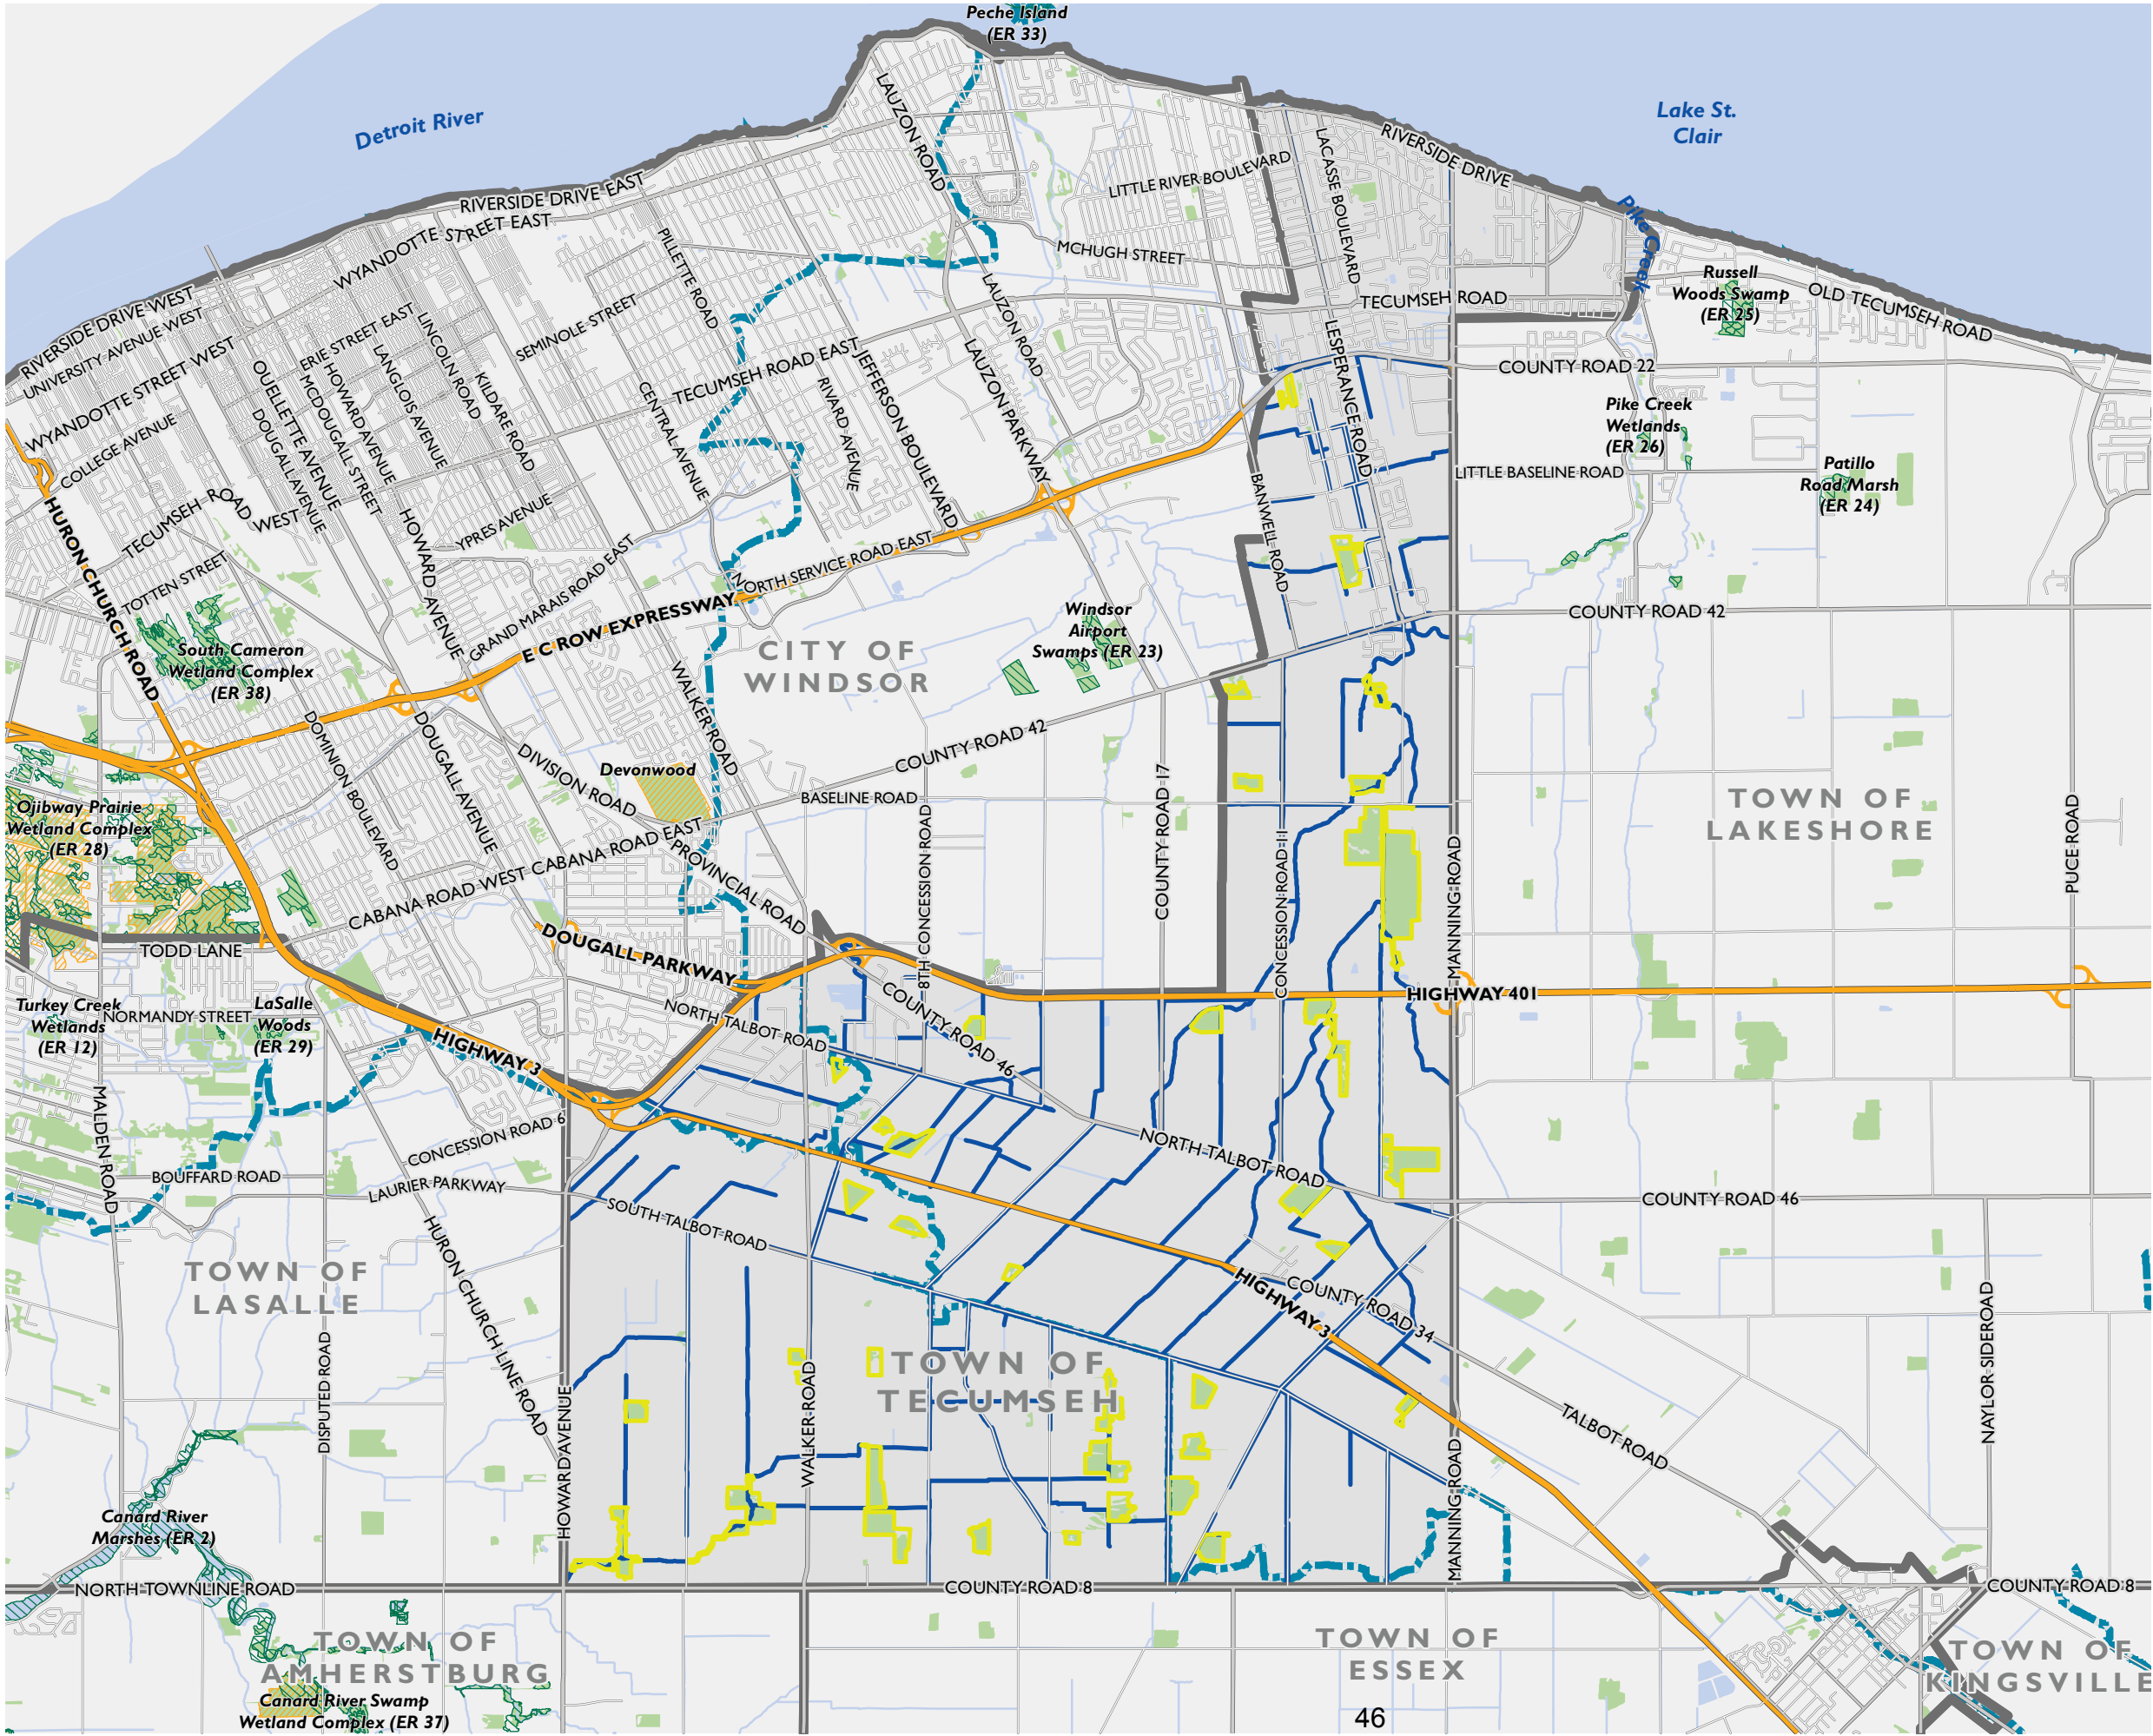 Peche Island
(ER 33)
Detroit River
Lake St.
Clair
LAUZON ROAD
RIVERSIDE DRIVE
LACASSE BOULEVARD
LITTLE RIVER BOULEVARD
RIVERSIDE DRIVE EAST
WYANDOTTE STREET EAST
Pike Creek
PILLETTE ROAD
MCHUGH STREET
Russell
Woods Swamp
(ER 25)
OLD TECUMSEH ROAD
TECUMSEH ROAD
LAUZON ROAD
RIVERSIDE DRIVE WEST
UNIVERSITY AVENUE WEST
WYANDOTTE STREET WEST
ERIE STREET EAST
LINCOLN ROAD
SEMINOLE STREET
LESPERANCE ROAD
COUNTY ROAD 22
OUELLETTE AVENUE
MCDOUGALL STREET
HOWARD AVENUE
LANGLOIS AVENUE
KILDARE ROAD
TECUMSEH ROAD EAST
JEFFERSON BOULEVARD
LAUZON PARKWAY
RIVARD AVENUE
CENTRAL AVENUE
DOUGALL AVENUE
COLLEGE AVENUE
Pike Creek
Wetlands
(ER 26)
LITTLE BASELINE ROAD
Patillo
Road Marsh
(ER 24)
BANWELL ROAD
HURON CHURCH ROAD
TECUMSEH ROAD
WEST
HOWARD AVENUE
YPRES AVENUE
GRAND MARAIS ROAD EAST
NORTH SERVICE ROAD EAST
TOTTEN STREET
E C ROW EXPRESSWAY
Windsor
Airport
Swamps (ER 23)
COUNTY ROAD 42
South Cameron
Wetland Complex
(ER 38)
CITY OF
WINDSOR
WALKER ROAD
DOMINION BOULEVARD
DOUGALL AVENUE
DIVISION ROAD
Devonwood
COUNTY ROAD 42
BASELINE ROAD
COUNTY ROAD 17
8TH CONCESSION ROAD
CONCESSION ROAD 11
MANNING ROAD
TOWN OF
LAKESHORE
PUCE ROAD
Ojibway Prairie
Wetland Complex
(ER 28)
CABANA ROAD WEST
CABANA ROAD EAST
PROVINCIAL ROAD
TODD LANE
DOUGALL PARKWAY
HIGHWAY 401
Turkey Creek
Wetlands
(ER 12)
NORMANDY STREET
LaSalle
Woods
(ER 29)
HIGHWAY 3
NORTH TALBOT ROAD
COUNTY ROAD 46
MALDEN ROAD
CONCESSION ROAD 6
BOUFFARD ROAD
LAURIER PARKWAY
NORTH TALBOT ROAD
COUNTY ROAD 46
SOUTH TALBOT ROAD
HURON CHURCH LINE ROAD
TOWN OF
LASALLE
HIGHWAY 3
COUNTY ROAD 34
NAYLOR SIDEROAD
DISPUTED ROAD
HOWARD AVENUE
WALKER ROAD
TOWN OF
TECUMSEH
MANNING ROAD
TALBOT ROAD
Canard River
Marshes (ER 2)
NORTH TOWNLINE ROAD
COUNTY ROAD 8
COUNTY ROAD 8
TOWN OF
AMHERSTBURG
Canard River Swamp
Wetland Complex (ER 37)
TOWN OF
ESSEX
46
TOWN OF
KINGSVILLE